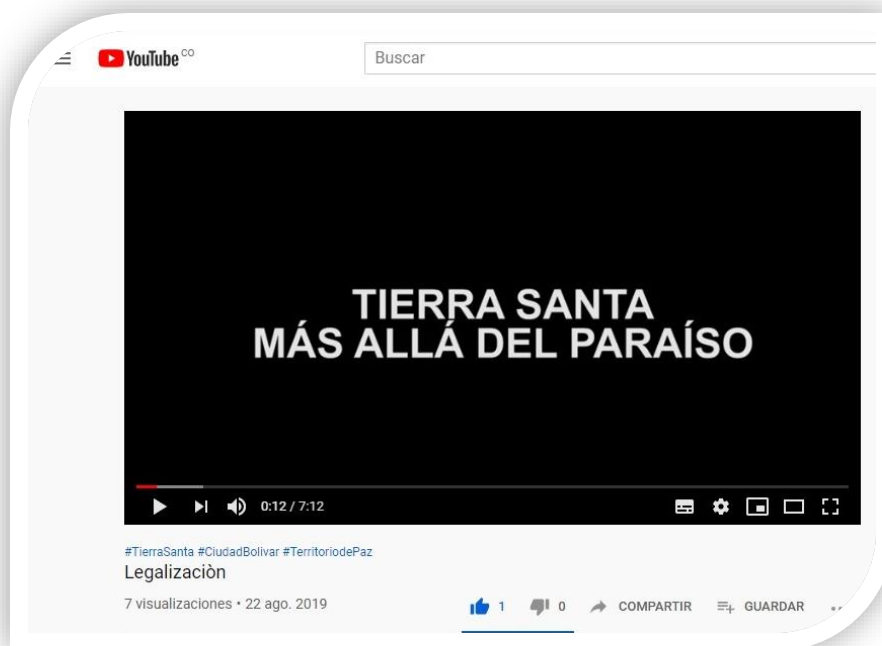 YouTube CO
Buscar
TIERRA SANTA
MÁS ALLÁ DEL PARAÍSO
0:12 / 7:12
#TierraSanta #CiudadBolivar #TerritoriodePaz
Legalizaciòn
7 visualizaciones • 22 ago. 2019
1 0 COMPARTIR GUARDAR